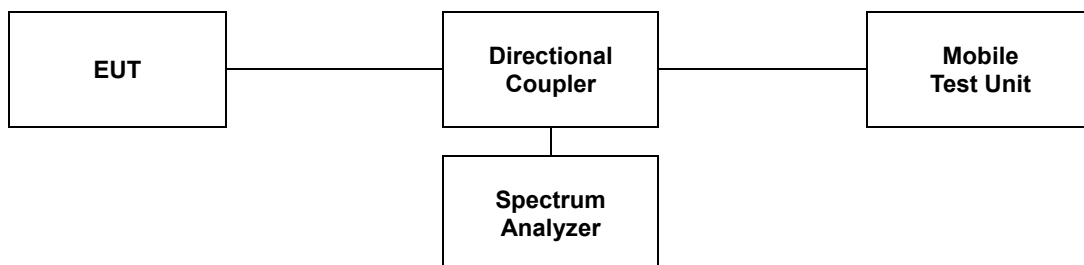 EUT
Directional
Coupler
Mobile
Test Unit
Spectrum
Analyzer